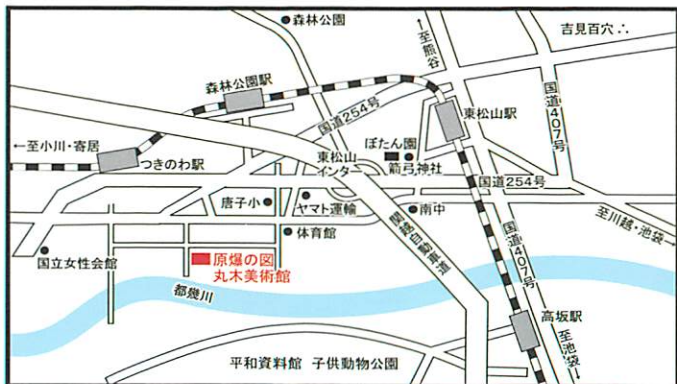 森林公園
←至熊谷
吉見百穴
森林公園駅
国道254号
東松山駅
国道407号
←至小川・寄居
つきのわ駅
ぼたん園
東松山
インター
箭弓神社
国道254号
唐子小
ヤマト運輸
南中
至川越・池袋→
体育館
関越自動車道
国道407号
国立女性会館
原爆の図
丸木美術館
都幾川
高坂駅
至池袋→
平和資料館 子供動物公園